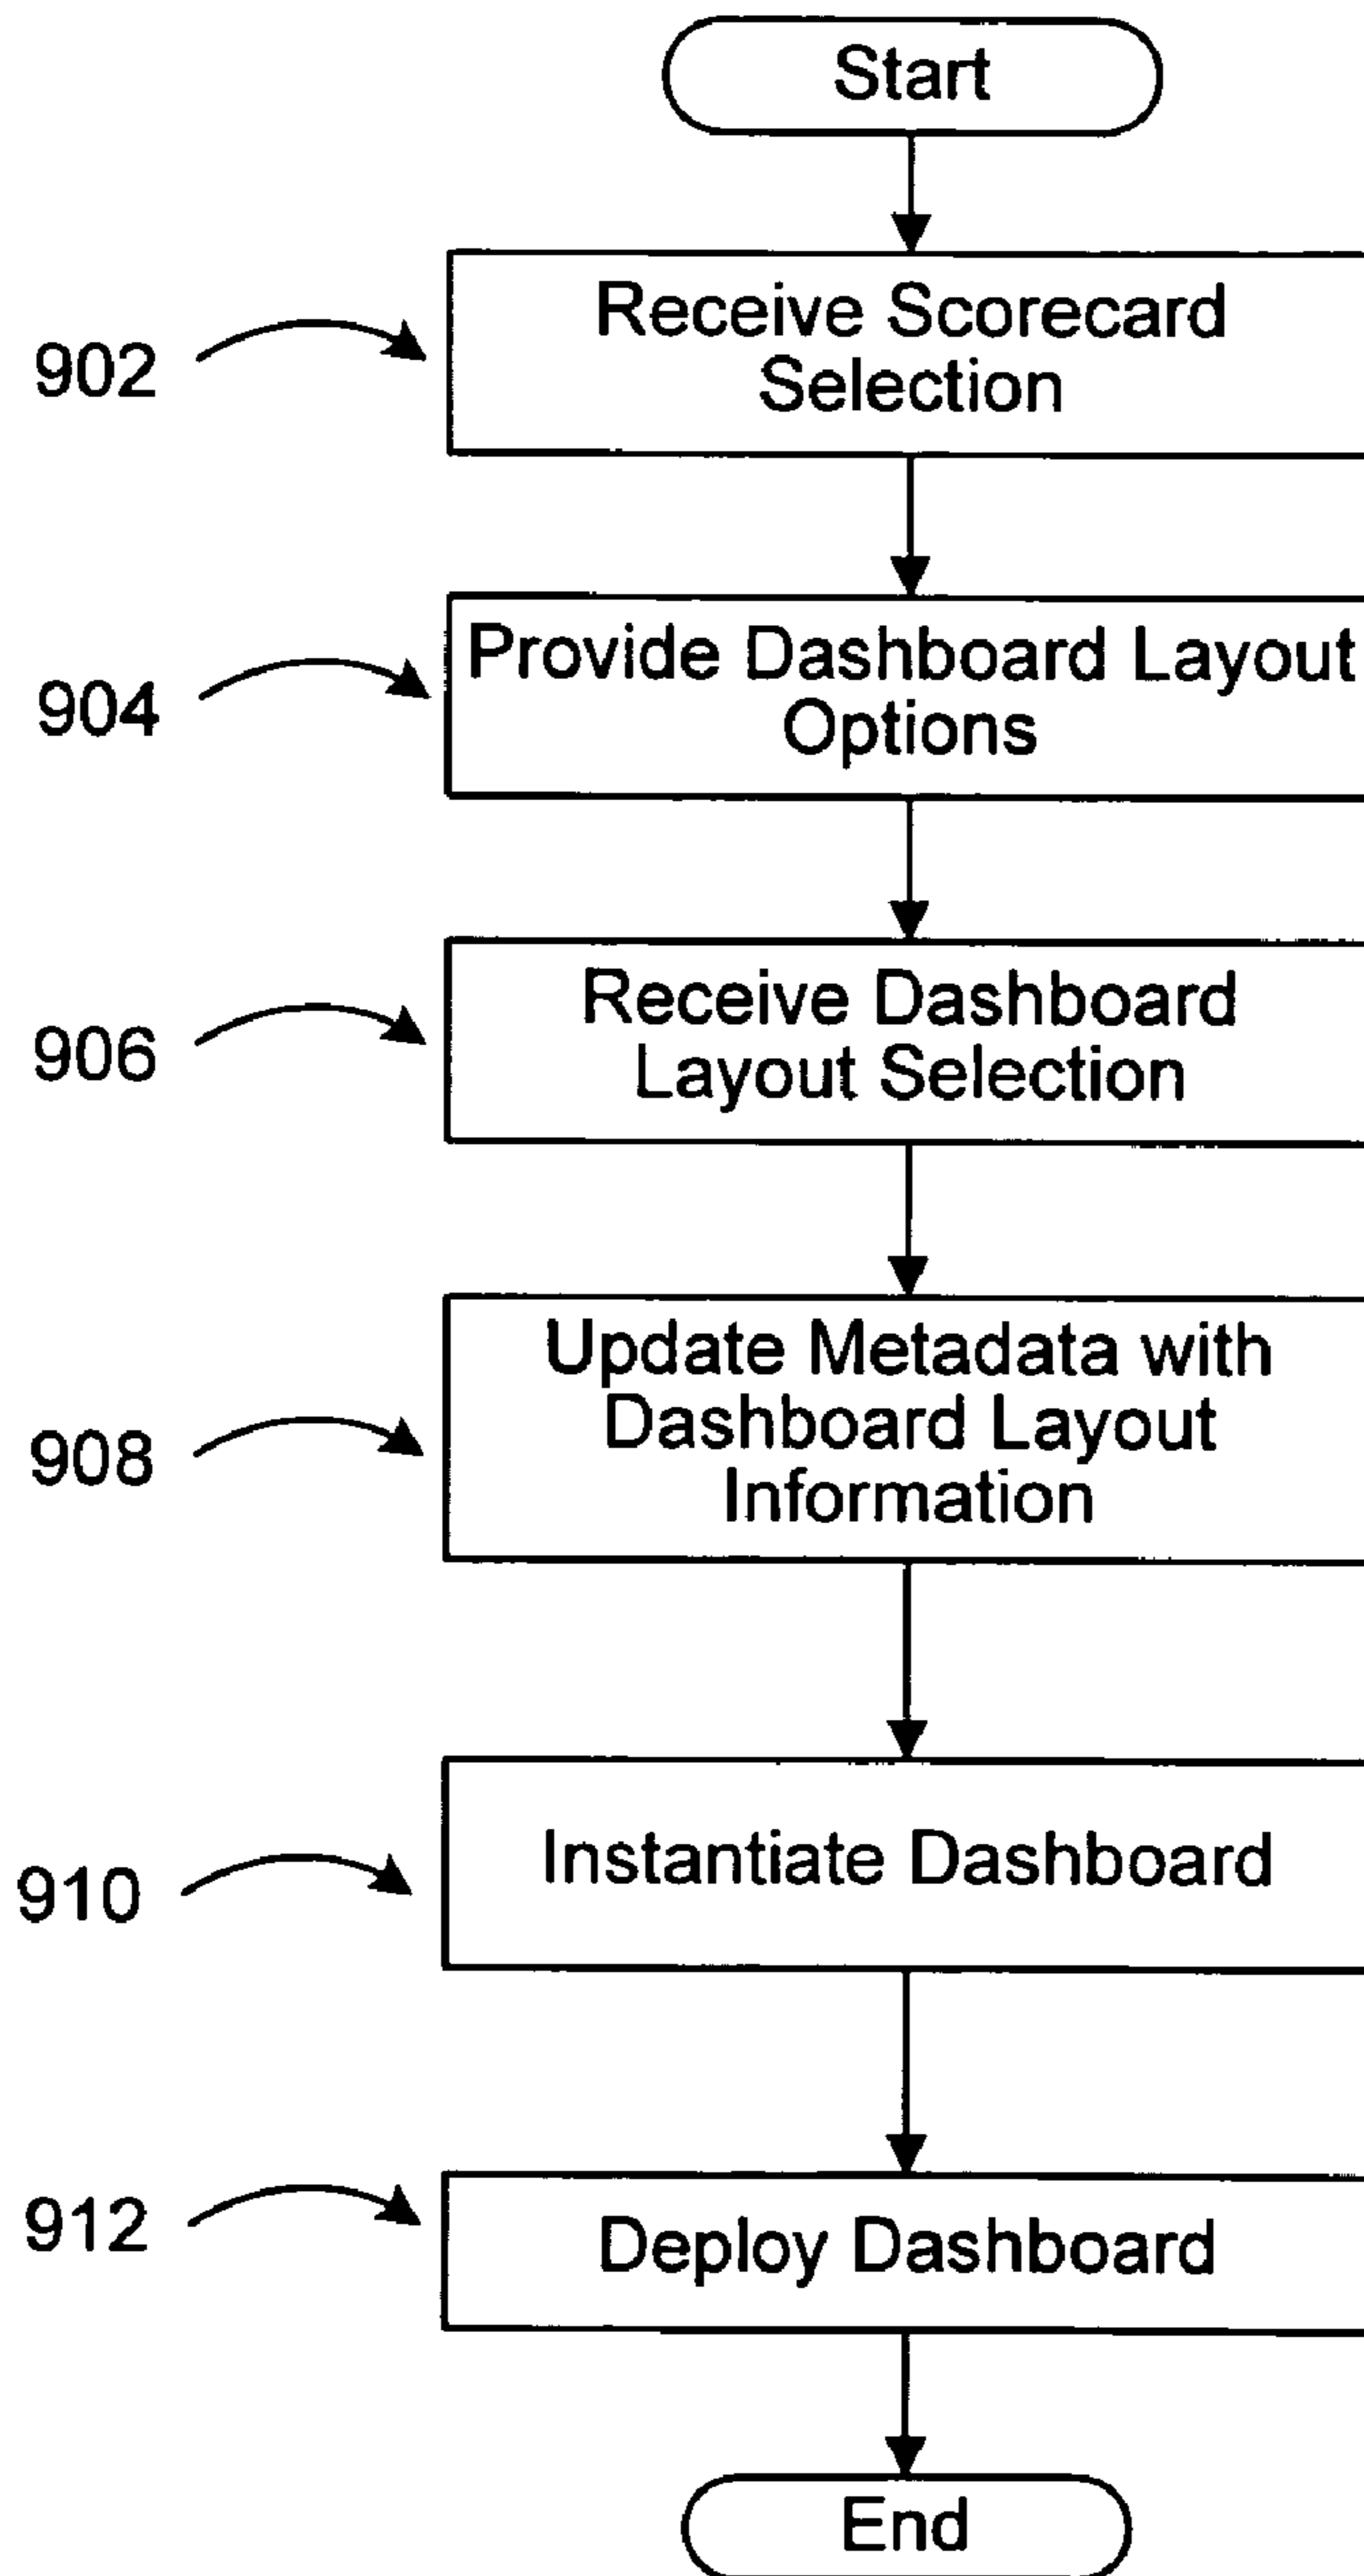 Start
902
Receive Scorecard
Selection
904
Provide Dashboard Layout
Options
906
Receive Dashboard
Layout Selection
908
Update Metadata with
Dashboard Layout
Information
910
Instantiate Dashboard
912
Deploy Dashboard
End